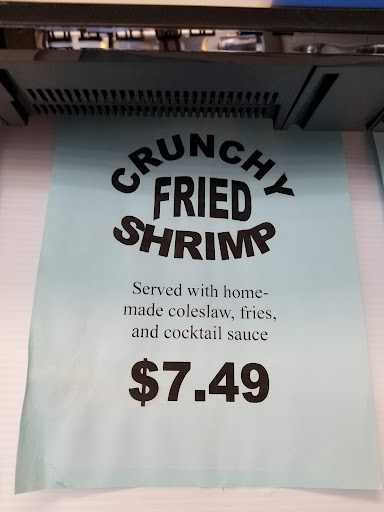 CRUNCHY
FRIED
SHRIMP
Served with home-
made coleslaw, fries,
and cocktail sauce
$7.49